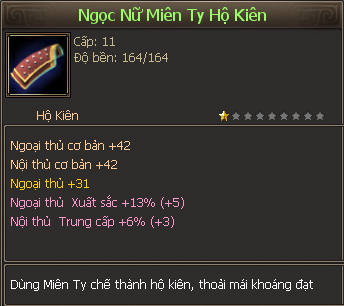 Ngọc Nữ Miên Ty Hộ Kiên
Cấp: 11
Độ bền: 164/164
Hộ Kiên
Ngoại thủ cơ bản +42
Nội thủ cơ bản +42
Ngoại thủ +31
Ngoại thủ Xuất sắc +13% (+5)
Nội thủ Trung cấp +6% (+3)
Dùng Miên Ty chế thành hộ kiên, thoải mái khoáng đạt